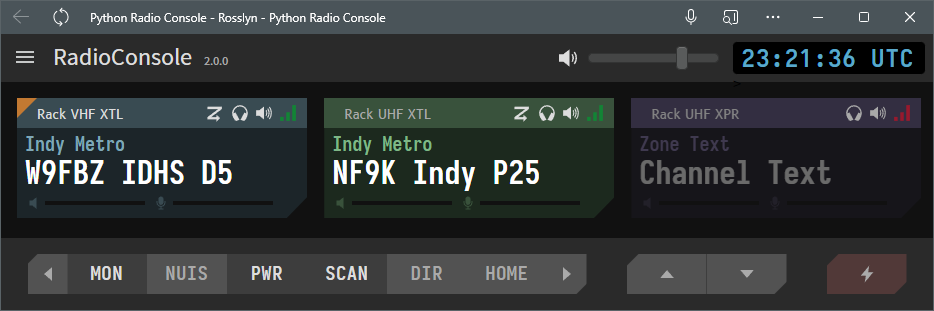 Python Radio Console - Rosslyn - Python Radio Console
RadioConsole 2.0.0
23:21:36 UTC
Rack VHF XTL
Indy Metro
W9FBZ IDHS D5
Rack UHF XTL
Indy Metro
NF9K Indy P25
Rack UHF XPR
Zone Text
Channel Text
MON NUIS PWR SCAN DIR HOME